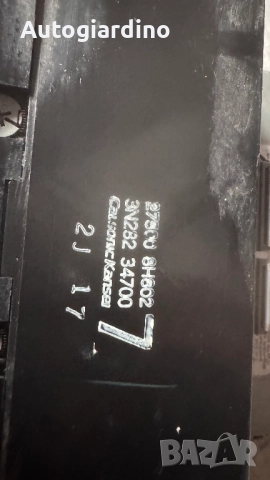 Autogiardino
27500 8H602
3N282 34700
CalsonicKansei
7
2J 17
BAZAR